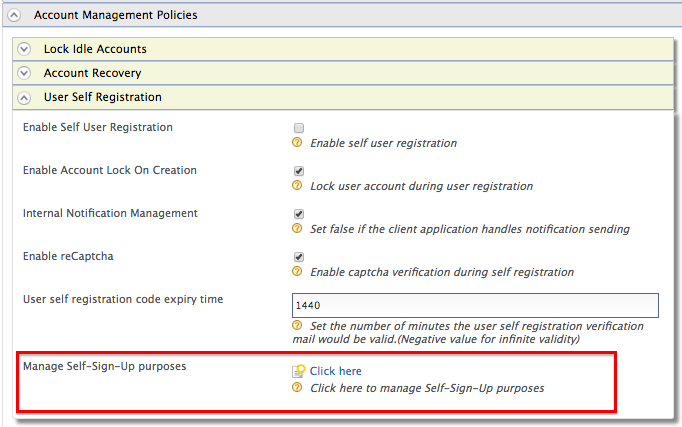 Account Management Policies
Lock Idle Accounts
Account Recovery
User Self Registration
Enable Self User Registration
Enable self user registration
Enable Account Lock On Creation
Lock user account during user registration
Internal Notification Management
Set false if the client application handles notification sending
Enable reCaptcha
Enable captcha verification during self registration
User self registration code expiry time
1440
Set the number of minutes the user self registration verification
mail would be valid.(Negative value for infinite validity)
Manage Self-Sign-Up purposes
Click here
Click here to manage Self-Sign-Up purposes